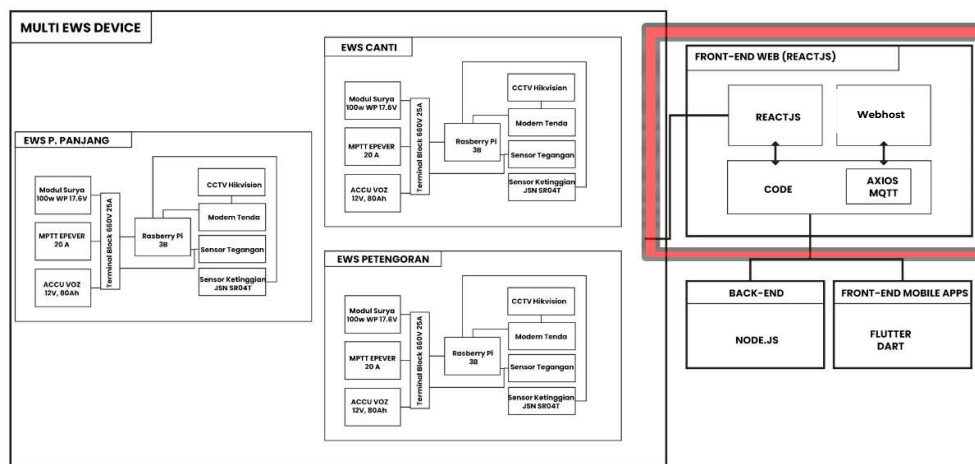 MULTI EWS DEVICE
EWS P. PANJANG
Modul Surya
100w WP 17.6V
MPTT EPEVER
20 A
ACCU VOZ
12V, 80Ah
Terminal Block 660V 25A
Rasberry Pi
3B
CCTV Hikvision
Modem Tenda
Sensor Tegangan
Sensor Ketinggian
JSN SR04T
EWS CANTI
Modul Surya
100w WP 17.6V
MPTT EPEVER
20 A
ACCU VOZ
12V, 80Ah
Terminal Block 660V 25A
Rasberry Pi
3B
CCTV Hikvision
Modem Tenda
Sensor Tegangan
Sensor Ketinggian
JSN SR04T
EWS PETENGORAN
Modul Surya
100w WP 17.6V
MPTT EPEVER
20 A
ACCU VOZ
12V, 80Ah
Terminal Block 660V 25A
Rasberry Pi
3B
CCTV Hikvision
Modem Tenda
Sensor Tegangan
Sensor Ketinggian
JSN SR04T
FRONT-END WEB (REACTJS)
REACTJS
Webhost
CODE
AXIOS
MQTT
BACK-END
NODE.JS
FRONT-END MOBILE APPS
FLUTTER
DART